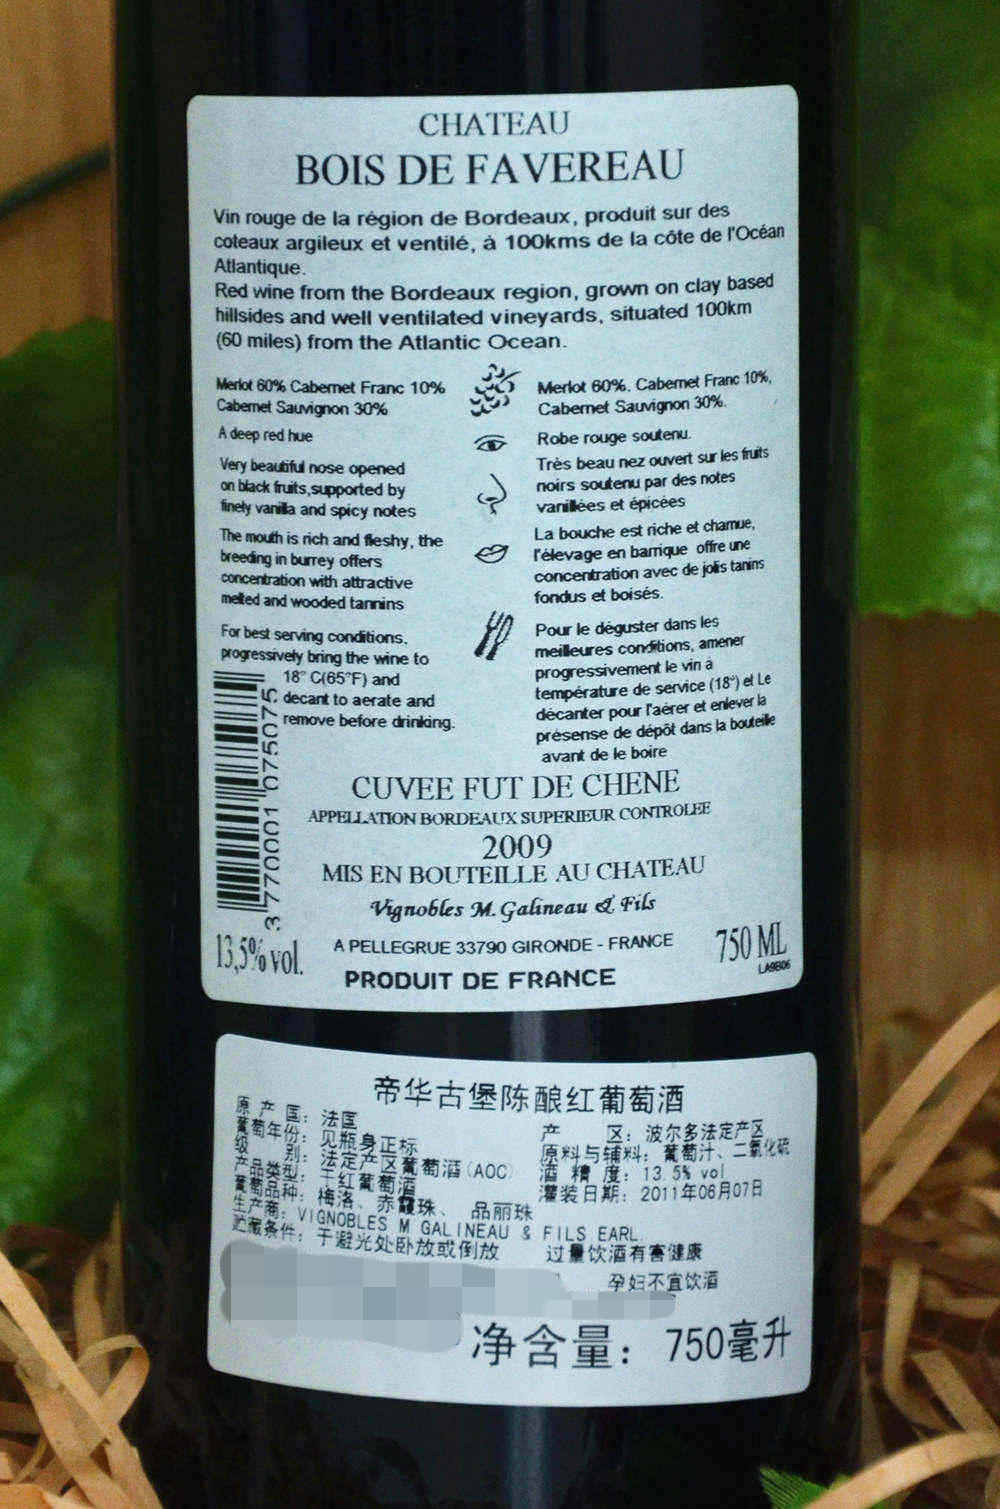 CHATEAU
BOIS DE FAVEREAU
Vin rouge de la région de Bordeaux, produit sur des
coteaux argileux et ventilé, à 100kms de la côte de l'Océan
Atlantique.
Red wine from the Bordeaux region, grown on clay based
hillsides and well ventilated vineyards, situated 100km
(60 miles) from the Atlantic Ocean.
Merlot 60% Cabernet Franc 10%
Cabernet Sauvignon 30%
A deep red hue
Very beautiful nose opened
on black fruits,supported by
finely vanilla and spicy notes
The mouth is rich and fleshy, the
breeding in burrey offers
concentration with attractive
melted and wooded tannins
For best serving conditions,
progressively bring the wine to
18° C(65°F) and
decant to aerate and
remove before drinking.
Merlot 60%. Cabernet Franc 10%,
Cabernet Sauvignon 30%.
Robe rouge soutenu.
Très beau nez ouvert sur les fruits
noirs soutenu par des notes
vanillées et épicées
La bouche est riche et charnue,
l'élevage en barrique offre une
concentration avec de jolis tanins
fondus et boisés.
Pour le déguster dans les
meilleures conditions, amener
progressivement le vin à
température de service (18°) et Le
décanter pour l'aérer et enlever la
présense de dépôt dans la bouteille
avant de le boire
3 770001 075075
CUVEE FUT DE CHENE
APPELLATION BORDEAUX SUPERIEUR CONTROLEE
2009
MIS EN BOUTEILLE AU CHATEAU
Vignobles M. Galineau & Fils
A PELLEGRUE 33790 GIRONDE - FRANCE
13,5% vol.
750 ML
LA9B06
PRODUIT DE FRANCE
帝华古堡陈酿红葡萄酒
原产国：法国
葡萄年份：见瓶身正标
级别：法定产区葡萄酒(AOC)
产品类型：干红葡萄酒
葡萄品种：梅洛、赤霞珠、品丽珠
生产商：VIGNOBLES M GALINEAU & FILS EARL
贮藏条件：于避光处卧放或倒放
产区：波尔多法定产区
原料与辅料：葡萄汁、二氧化硫
酒精度：13.5% vol
灌装日期：2011年06月07日
过量饮酒有害健康
孕妇不宜饮酒
净含量：750毫升